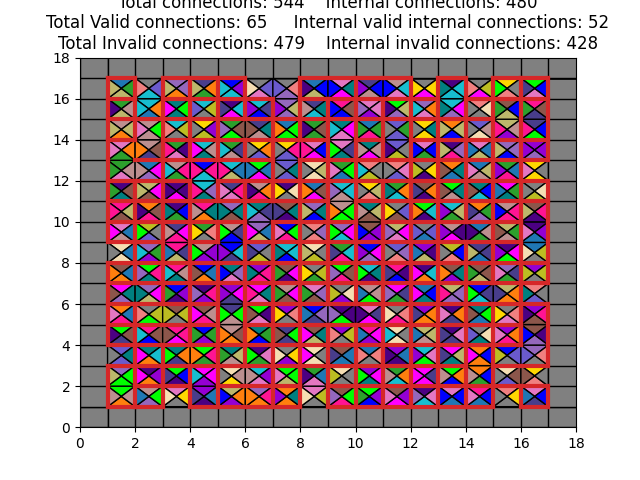 Total connections: 544 Internal connections: 480
Total Valid connections: 65 Internal valid internal connections: 52
Total Invalid connections: 479 Internal invalid connections: 428
18
16
14
12
10
8
6
4
2
0
0 2 4 6 8 10 12 14 16 18